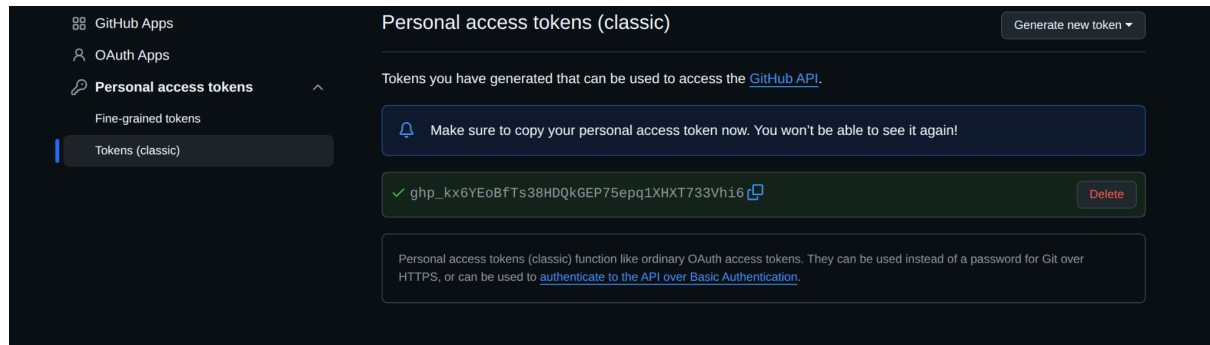 GitHub Apps
OAuth Apps
Personal access tokens
Fine-grained tokens
Tokens (classic)
Personal access tokens (classic)
Generate new token
Tokens you have generated that can be used to access the GitHub API.
Make sure to copy your personal access token now. You won't be able to see it again!
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
Delete
Personal access tokens (classic) function like ordinary OAuth access tokens. They can be used instead of a password for Git over
HTTPS, or can be used to authenticate to the API over Basic Authentication.